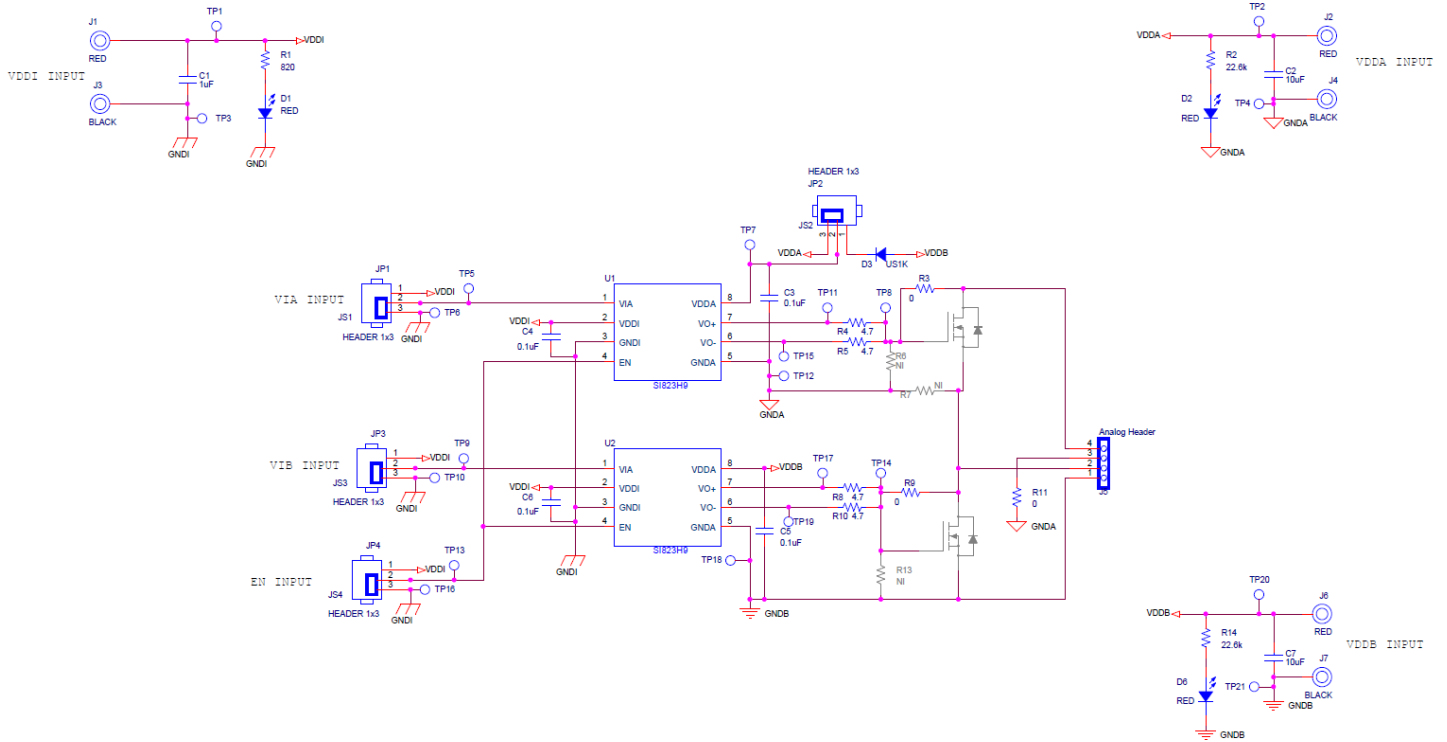 J1
RED
TP1
VDDI
R1
820
C1
1uF
VDDI INPUT
J3
BLACK
TP3
GNDI
D1
RED
GNDI
TP2
J2
VDDA
RED
R2
22.6k
C2
10uF
VDDA INPUT
J4
D2
RED
TP4
GNDA
BLACK
GNDA
HEADER 1x3
JP2
JS2
3
2
1
TP7
VDDA
VDDB
D3
US1K
JP1
1
VDDI
2
3
TP5
TP6
VIA INPUT
JS1
GNDI
HEADER 1x3
U1
1
VIA
VDDA
8
2
VDDI
VO+
7
3
GNDI
VO-
6
4
EN
GNDA
5
SI823H9
VDDI
C4
0.1uF
C3
0.1uF
TP11
TP8
R3
0
R4
4.7
R5
4.7
TP15
TP12
R6
NI
R7
NI
GNDA
JP3
1
VDDI
2
3
TP9
TP10
VIB INPUT
JS3
GNDI
HEADER 1x3
U2
1
VIA
VDDA
8
2
VDDI
VO+
7
3
GNDI
VO-
6
4
EN
GNDA
5
SI823H9
VDDI
C6
0.1uF
VDDB
TP17
TP14
R8
4.7
R9
0
R10
4.7
TP19
C5
0.1uF
TP18
R13
NI
GNDB
GNDI
Analog Header
4
3
2
1
J5
R11
0
GNDA
JP4
1
VDDI
2
3
TP13
TP16
EN INPUT
JS4
HEADER 1x3
GNDI
TP20
J6
VDDB
RED
R14
22.6k
C7
10uF
VDDB INPUT
J7
D6
RED
TP21
BLACK
GNDB
GNDB